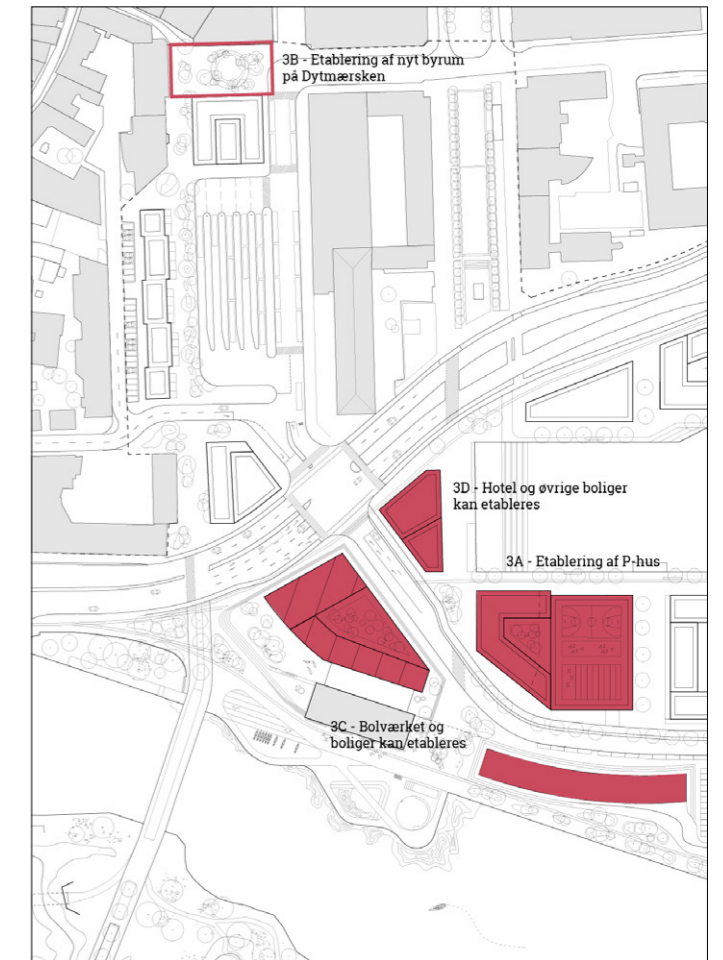 3B - Etablering af nyt byrum
på Dytmærsken
3D - Hotel og øvrige boliger
kan etableres
3A - Etablering af P-hus
3C - Bolværket og
boliger kan etableres